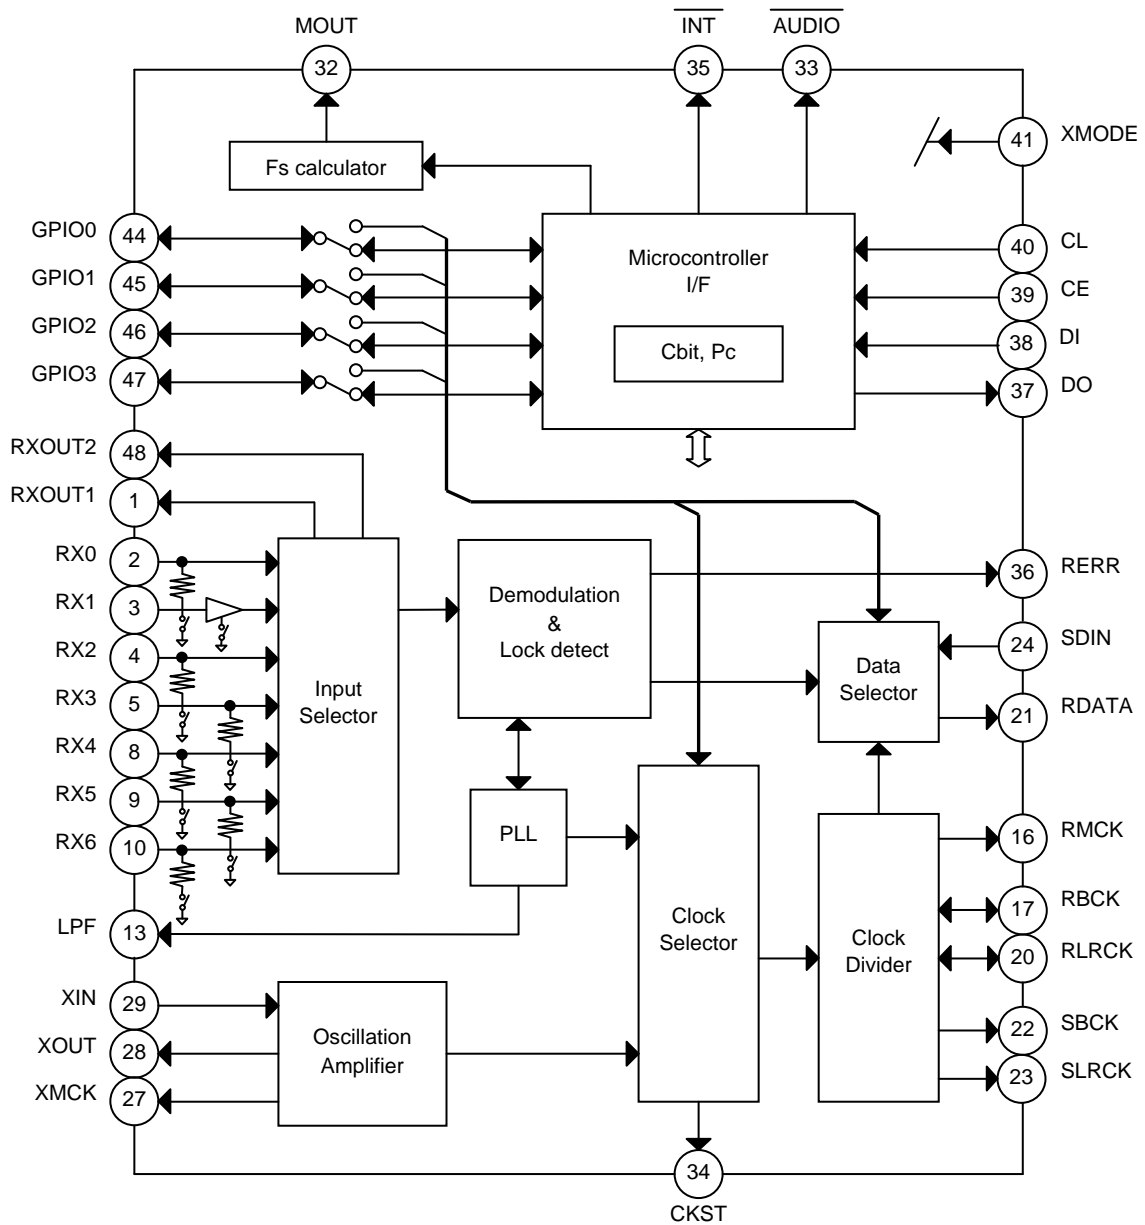 MOUT
INT
AUDIO
32
35
33
41
XMODE
Fs calculator
GPIO0
44
GPIO1
45
GPIO2
46
GPIO3
47
Microcontroller
I/F
Cbit, Pc
40
CL
39
CE
38
DI
37
DO
RXOUT2
48
RXOUT1
1
RX0
2
RX1
3
RX2
4
RX3
5
RX4
8
RX5
9
RX6
10
Input
Selector
Demodulation
&
Lock detect
36
RERR
24
SDIN
Data
Selector
21
RDATA
PLL
LPF
13
Clock
Selector
Clock
Divider
16
RMCK
17
RBCK
20
RLRCK
22
SBCK
23
SLRCK
XIN
29
XOUT
28
XMCK
27
Oscillation
Amplifier
34
CKST